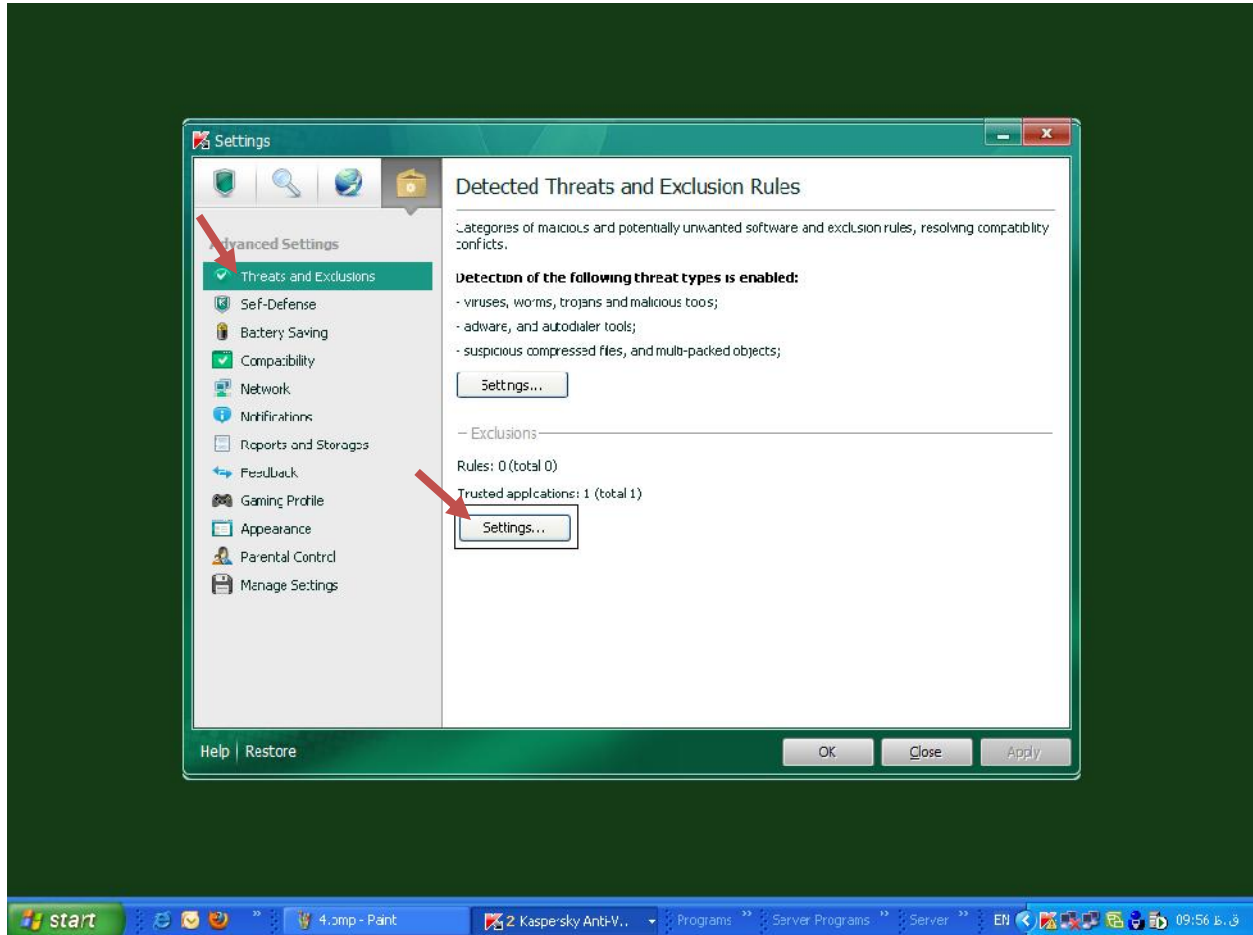 Settings
Detected Threats and Exclusion Rules
Categories of malicious and potentially unwanted software and exclusion rules, resolving compatibility
conflicts.
Detection of the following threat types is enabled:
- viruses, worms, trojans and malicious tools;
- adware, and autodialer tools;
- suspicious compressed files, and multi-packed objects;
Settings...
Exclusions
Rules: 0 (total 0)
Trusted applications: 1 (total 1)
Settings...
Advanced Settings
Threats and Exclusions
Self-Defense
Battery Saving
Compatibility
Network
Notifications
Reports and Storages
Feedback
Gaming Profile
Appearance
Parental Control
Manage Settings
Help | Restore
OK
Close
Apply
start
4.bmp - Paint
2 Kaspersky Anti-V...
Programs
Server Programs
Server
EN
09:56 ق.ظ